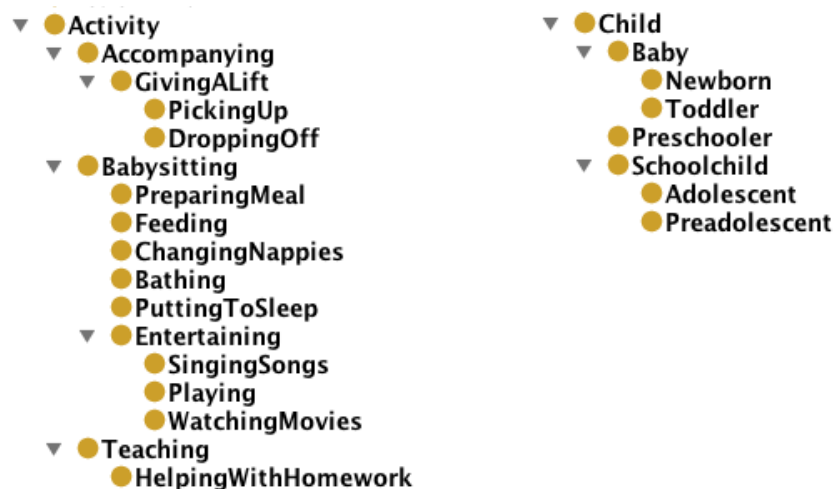 Activity
Accompanying
GivingALift
PickingUp
DroppingOff
Babysitting
PreparingMeal
Feeding
ChangingNappies
Bathing
PuttingToSleep
Entertaining
SingingSongs
Playing
WatchingMovies
Teaching
HelpingWithHomework
Child
Baby
Newborn
Toddler
Preschooler
Schoolchild
Adolescent
Preadolescent